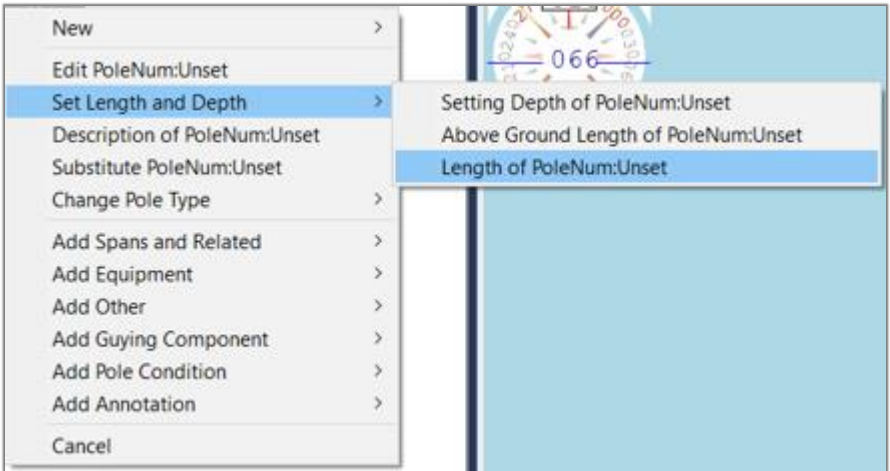 New
Edit PoleNum:Unset
Set Length and Depth
Description of PoleNum:Unset
Substitute PoleNum:Unset
Change Pole Type
Add Spans and Related
Add Equipment
Add Other
Add Guying Component
Add Pole Condition
Add Annotation
Cancel
066
Setting Depth of PoleNum:Unset
Above Ground Length of PoleNum:Unset
Length of PoleNum:Unset